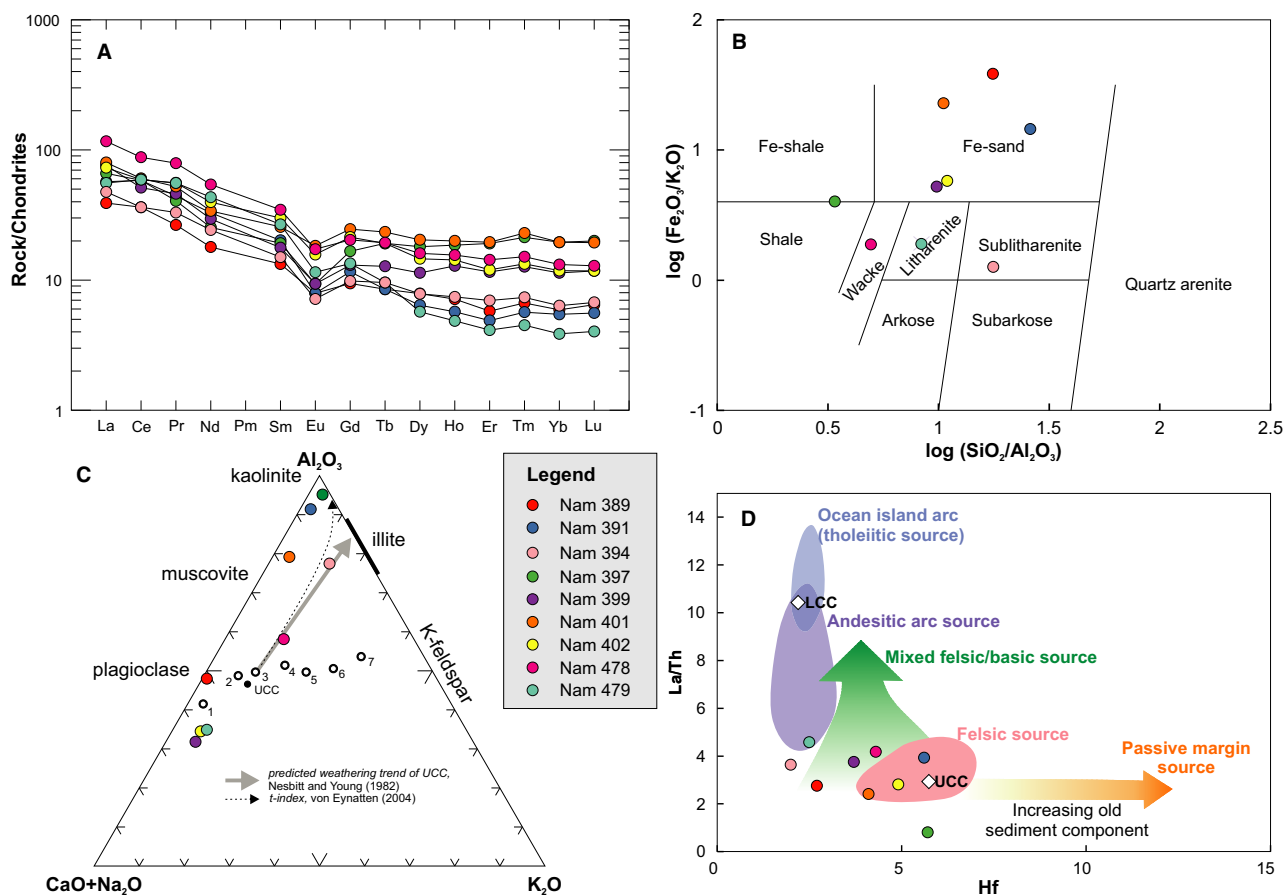 A
1000
100
10
1
Rock/Chondrites
La Ce Pr Nd Pm Sm Eu Gd Tb Dy Ho Er Tm Yb Lu
B
2
1
0
-1
log (Fe₂O₃/K₂O)
Fe-shale
Fe-sand
Shale
Wacke
Litharenite
Sublitharenite
Arkose
Subarkose
Quartz arenite
0.5 1 1.5 2 2.5
log (SiO₂/Al₂O₃)
C
Al₂O₃
kaolinite
illite
muscovite
K-feldspar
plagioclase
1
2
3
4
5
6
7
UCC
predicted weathering trend of UCC,
Nesbitt and Young (1982)
t-index, von Eynatten (2004)
CaO+Na₂O
K₂O
Legend
Nam 389
Nam 391
Nam 394
Nam 397
Nam 399
Nam 401
Nam 402
Nam 478
Nam 479
D
14
12
10
8
6
4
2
0
La/Th
Ocean island arc
(tholeiitic source)
LCC
Andesitic arc source
Mixed felsic/basic source
Felsic source
UCC
Passive margin
source
Increasing old
sediment component
0 5 10 15
Hf